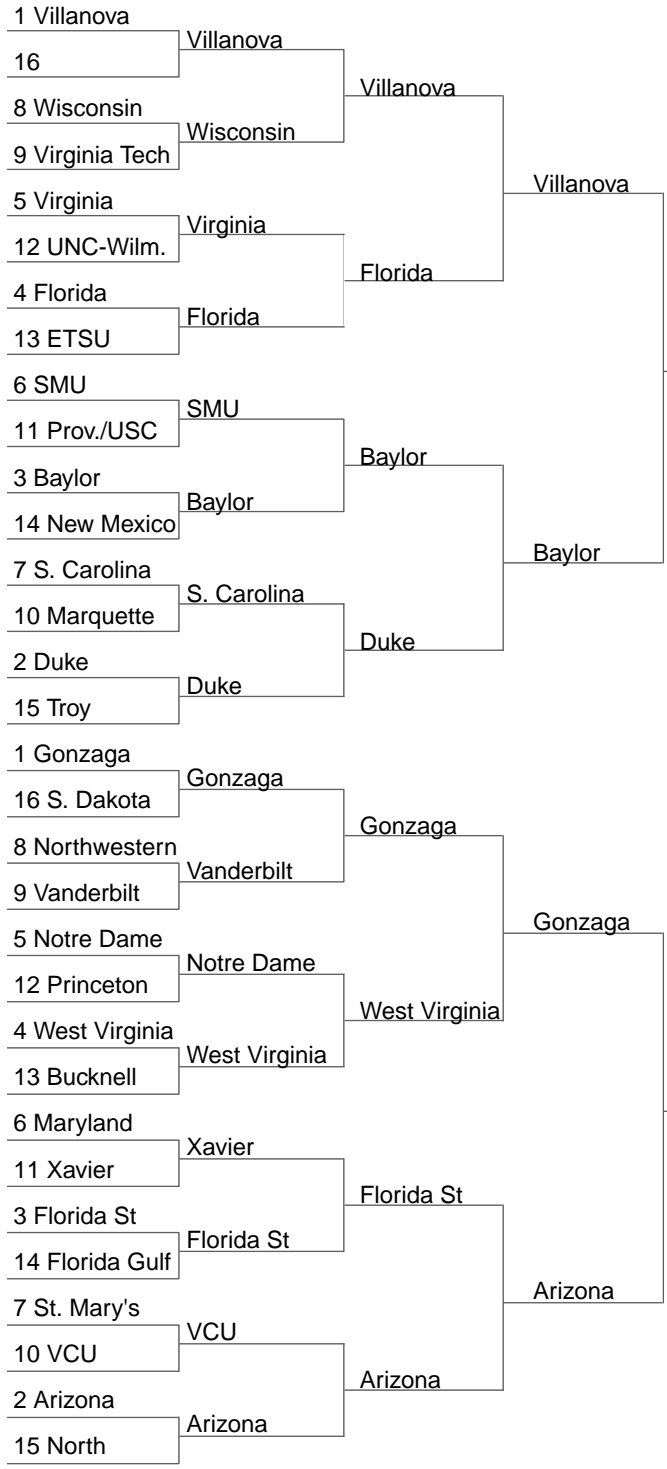 1 Villanova
Villanova
16
Villanova
8 Wisconsin
Wisconsin
9 Virginia Tech
Villanova
5 Virginia
Virginia
12 UNC-Wilm.
Florida
4 Florida
Florida
13 ETSU
6 SMU
SMU
11 Prov./USC
Baylor
3 Baylor
Baylor
14 New Mexico
Baylor
7 S. Carolina
S. Carolina
10 Marquette
Duke
2 Duke
Duke
15 Troy
1 Gonzaga
Gonzaga
16 S. Dakota
Gonzaga
8 Northwestern
Vanderbilt
9 Vanderbilt
Gonzaga
5 Notre Dame
Notre Dame
12 Princeton
West Virginia
4 West Virginia
West Virginia
13 Bucknell
6 Maryland
Xavier
11 Xavier
Florida St
3 Florida St
Florida St
14 Florida Gulf
Arizona
7 St. Mary's
VCU
10 VCU
Arizona
2 Arizona
Arizona
15 North